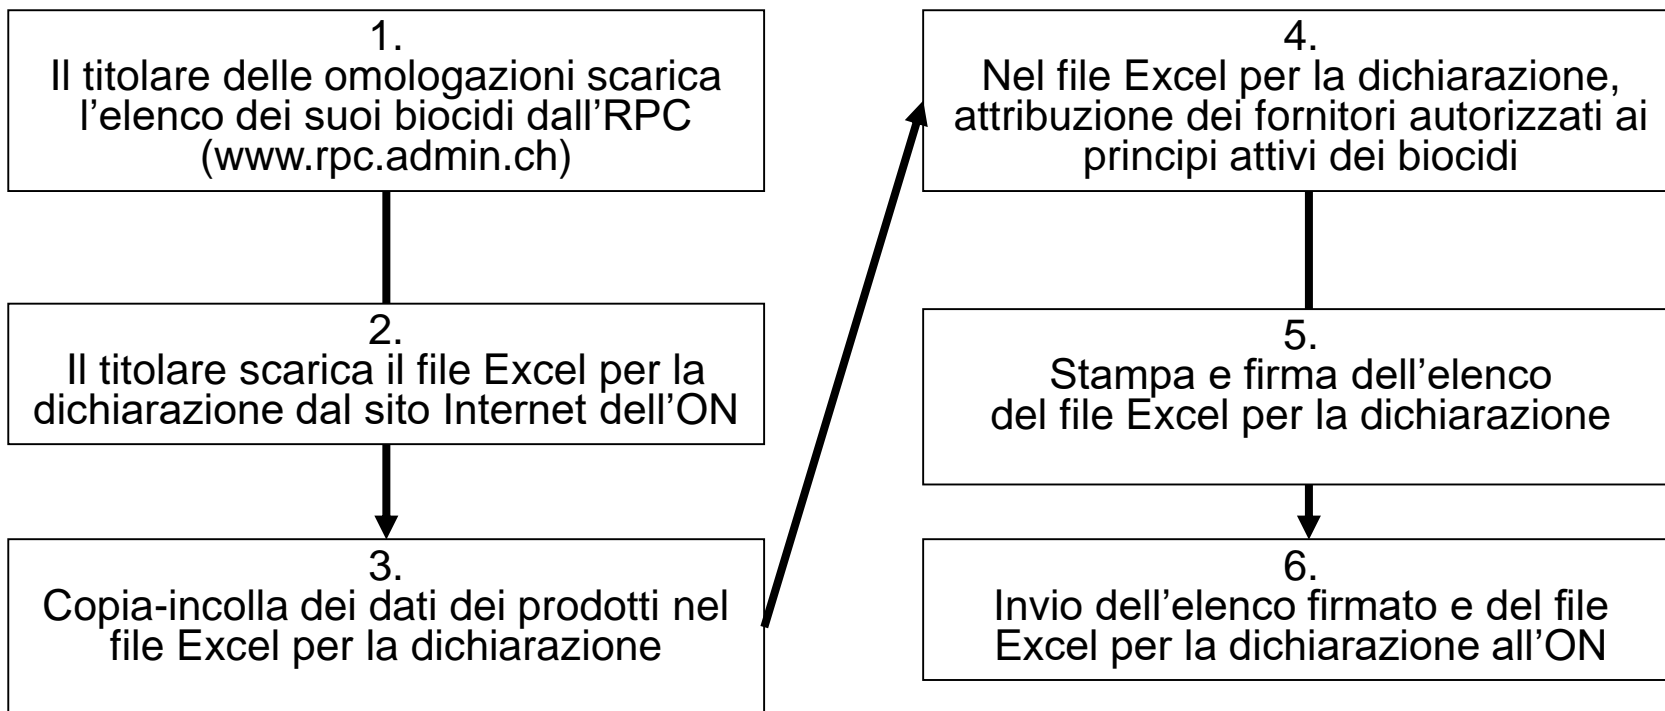 1.
Il titolare delle omologazioni scarica
l’elenco dei suoi biocidi dall’RPC
(www.rpc.admin.ch)
2.
Il titolare scarica il file Excel per la
dichiarazione dal sito Internet dell’ON
3.
Copia-incolla dei dati dei prodotti nel
file Excel per la dichiarazione
4.
Nel file Excel per la dichiarazione,
attribuzione dei fornitori autorizzati ai
principi attivi dei biocidi
5.
Stampa e firma dell’elenco
del file Excel per la dichiarazione
6.
Invio dell’elenco firmato e del file
Excel per la dichiarazione all’ON